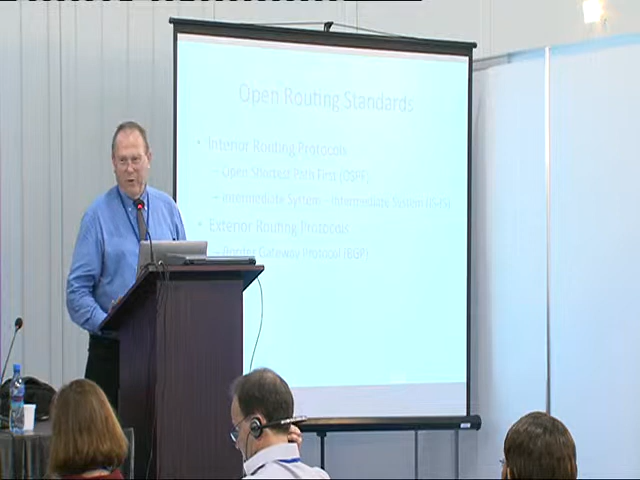 Open Routing Standards
• Interior Routing Protocols
– Open Shortest Path First (OSPF)
– Intermediate System – Intermediate System (IS-IS)
• Exterior Routing Protocols
– Border Gateway Protocol (BGP)